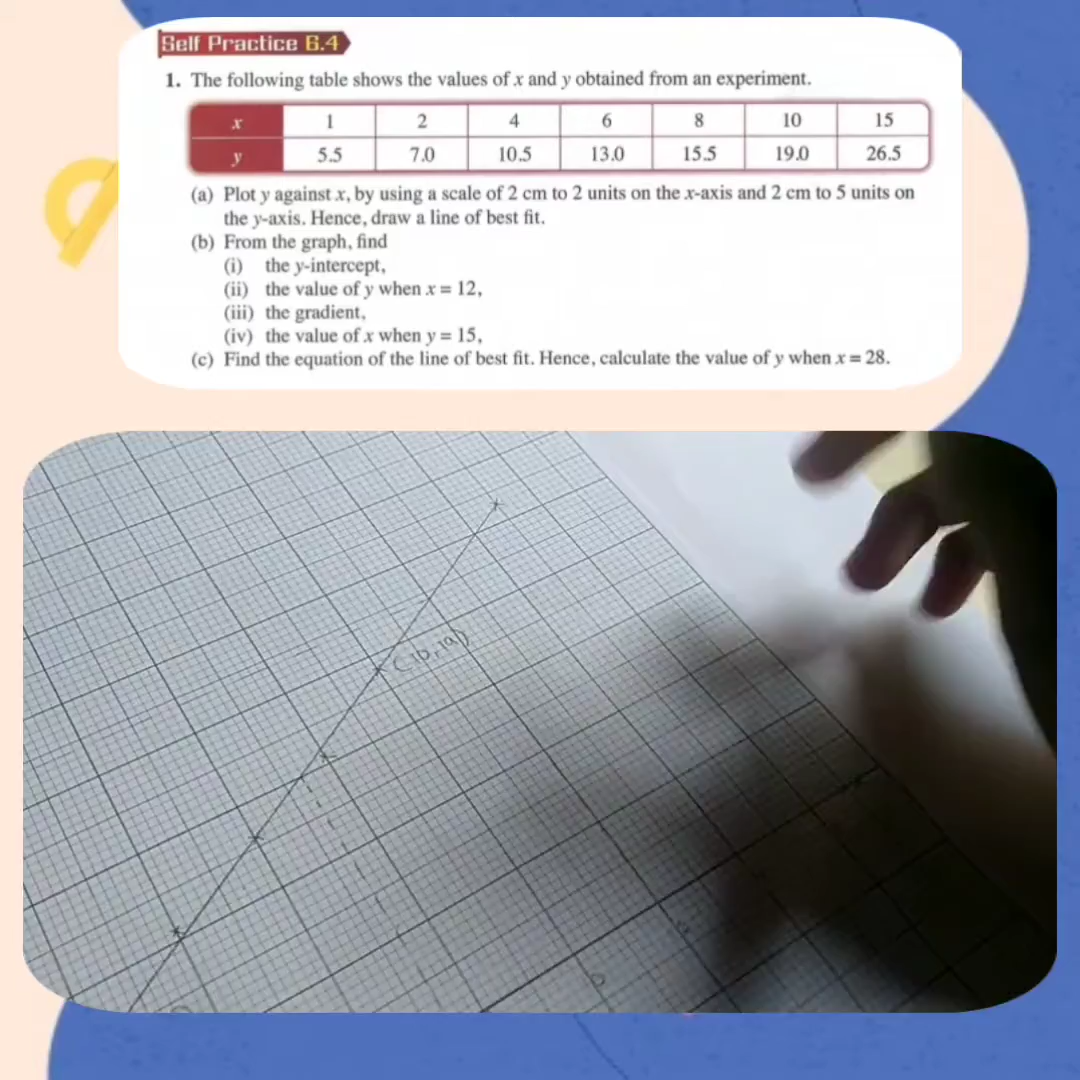 Self Practice 6.4
1. The following table shows the values of x and y obtained from an experiment.
x 1 2 4 6 8 10 15
y 5.5 7.0 10.5 13.0 15.5 19.0 26.5
(a) Plot y against x, by using a scale of 2 cm to 2 units on the x-axis and 2 cm to 5 units on
the y-axis. Hence, draw a line of best fit.
(b) From the graph, find
(i) the y-intercept,
(ii) the value of y when x = 12,
(iii) the gradient,
(iv) the value of x when y = 15,
(c) Find the equation of the line of best fit. Hence, calculate the value of y when x = 28.
(10,19)